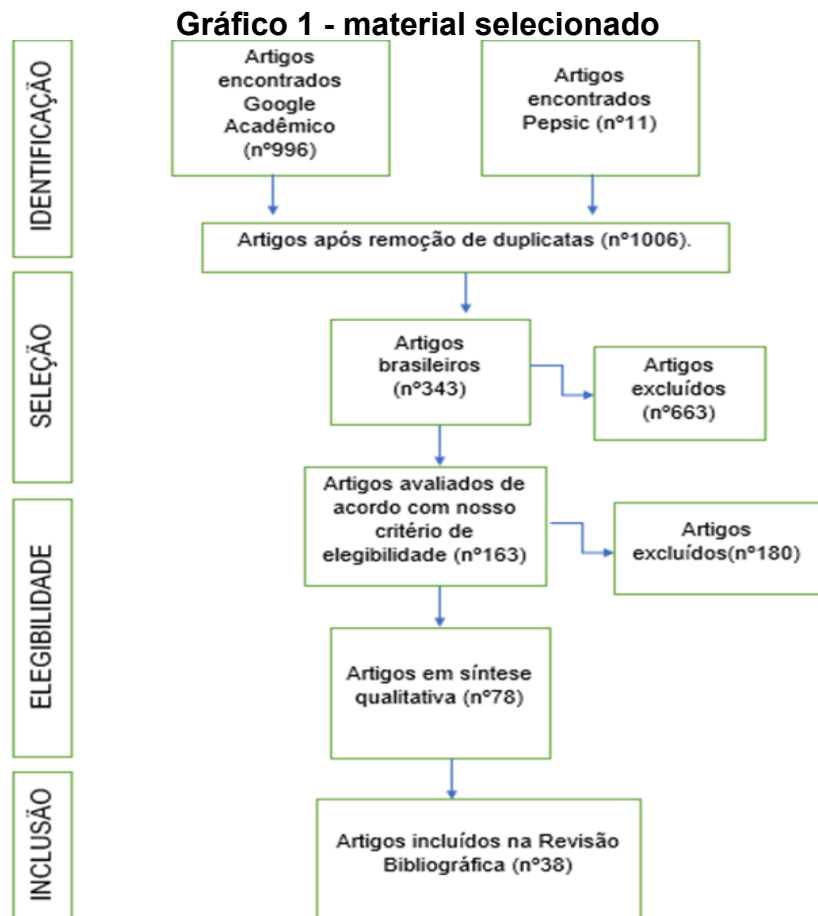 Gráfico 1 - material selecionado
IDENTIFICAÇÃO
Artigos
encontrados
Google
Acadêmico
(nº996)
Artigos
encontrados
Pepsic (nº11)
Artigos após remoção de duplicatas (nº1006).
SELEÇÃO
Artigos
brasileiros
(nº343)
Artigos
excluídos
(nº663)
ELEGIBILIDADE
Artigos avaliados de
acordo com nosso
critério de
elegibilidade (nº163)
Artigos
excluídos(nº180)
Artigos em síntese
qualitativa (nº78)
INCLUSÃO
Artigos incluídos na Revisão
Bibliográfica (nº38)